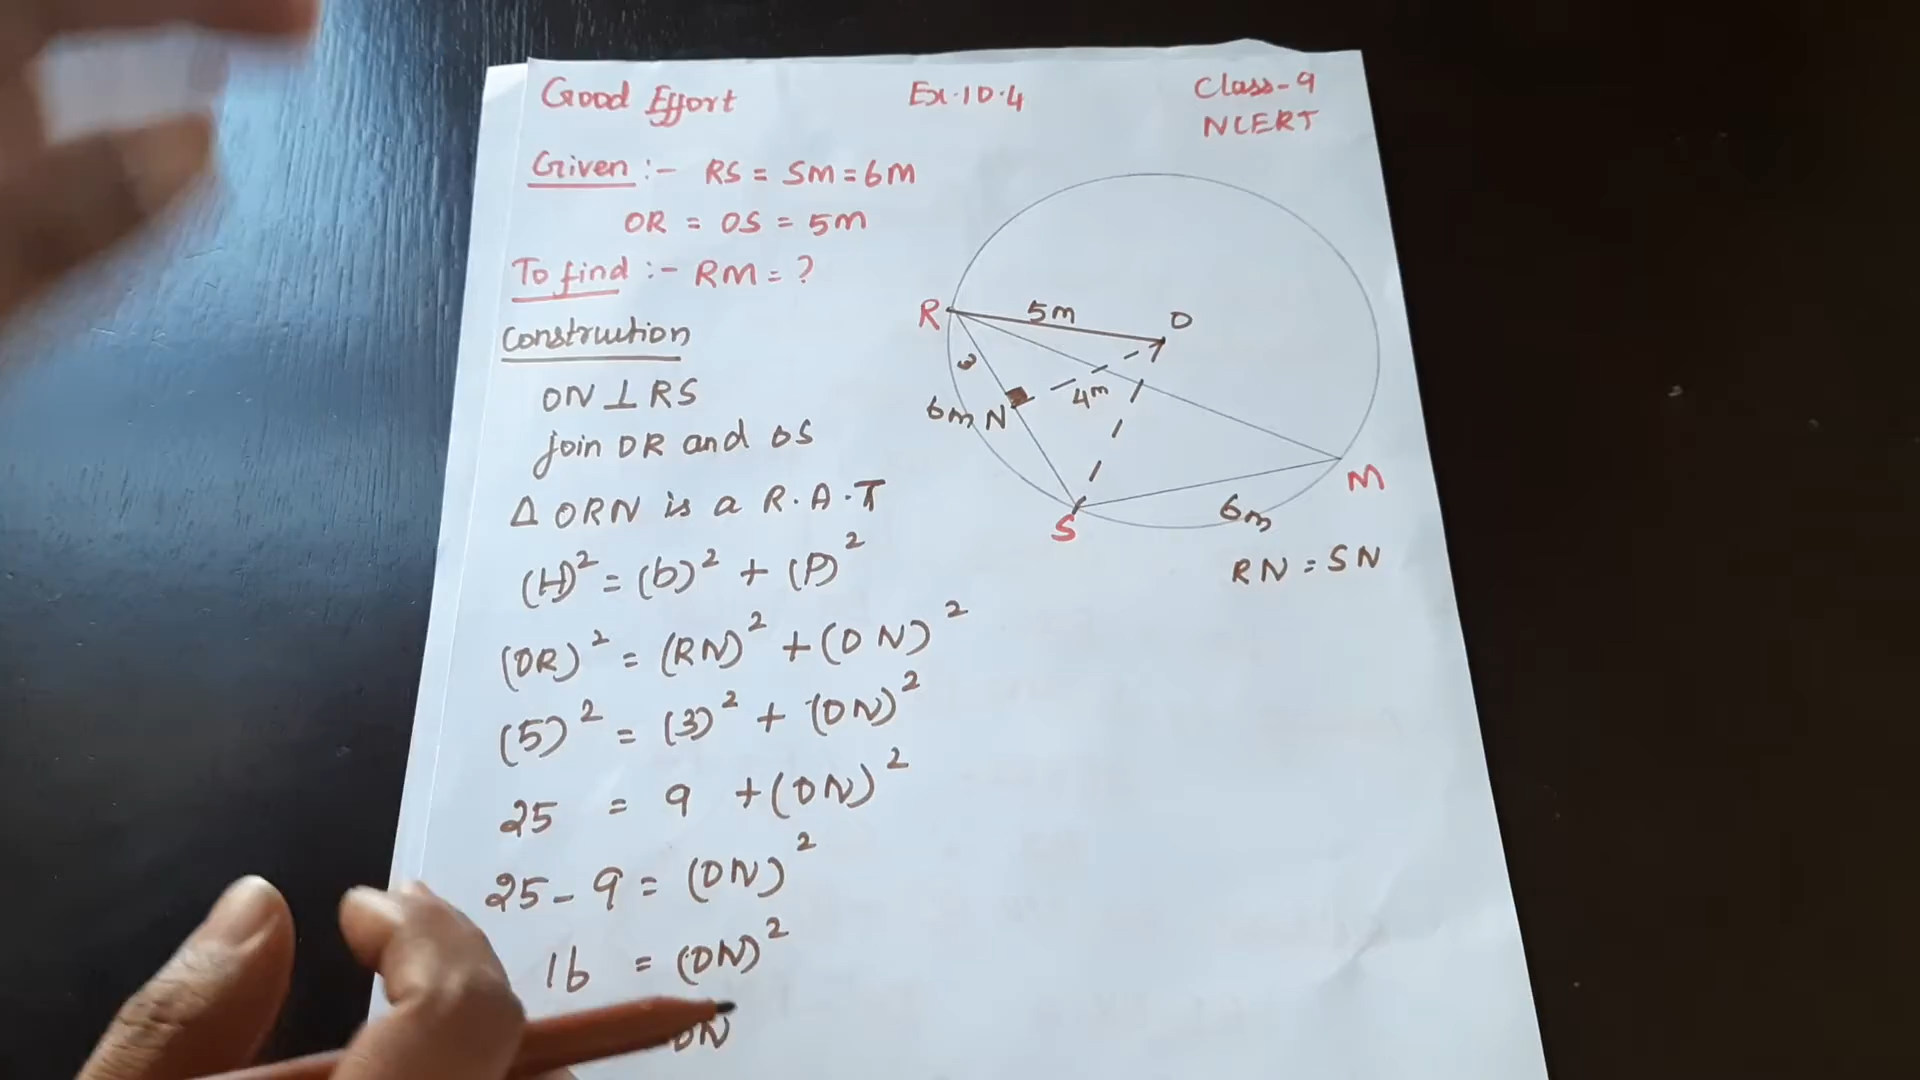 Good Effort Ex.10.4 Class-9
NCERT
Given :- RS = SM = 6m
OR = OS = 5m
To find :- RM = ?
Construction
ON ⊥ RS
join OR and OS
Δ ORN is a R.A.T
(H)² = (b)² + (P)²
(OR)² = (RN)² + (ON)²
(5)² = (3)² + (ON)²
25 = 9 + (ON)²
25 - 9 = (ON)²
16 = (ON)²
ON
R
5m
O
3
4m
6m N
M
S
6m
RN = SN